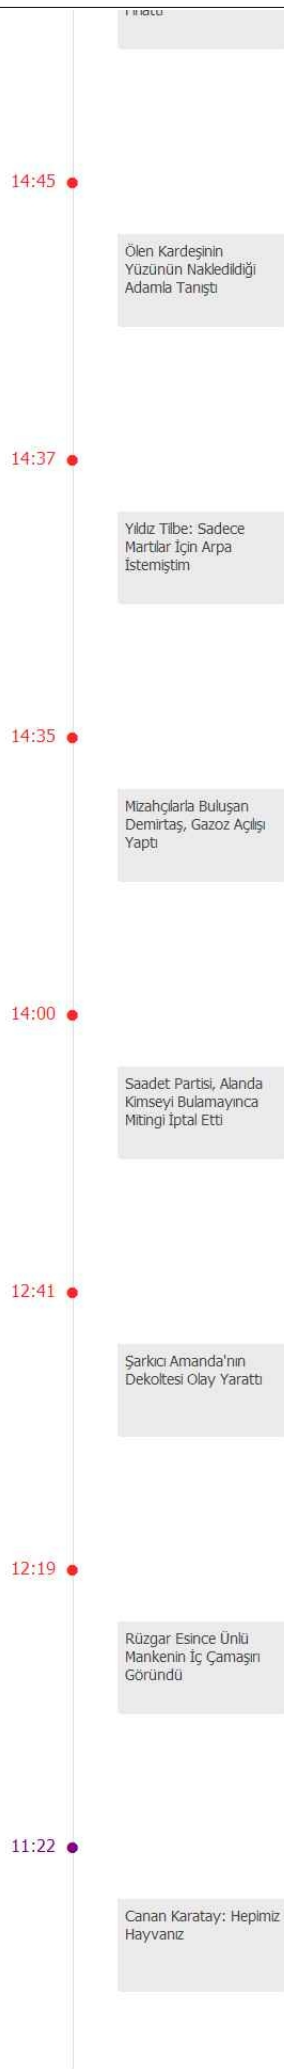 14:45
Ölen Kardeşinin
Yüzünün Nakledildiği
Adamla Tanıştı
14:37
Yıldız Tilbe: Sadece
Martılar İçin Arpa
İstemiştim
14:35
Mizahçılarla Buluşan
Demirtaş, Gazoz Açılışı
Yaptı
14:00
Saadet Partisi, Alanda
Kimseyi Bulamayınca
Mitingi İptal Etti
12:41
Şarkıcı Amanda'nın
Dekoltesi Olay Yarattı
12:19
Rüzgar Esince Ünlü
Mankenin İç Çamaşırı
Göründü
11:22
Canan Karatay: Hepimiz
Hayvanız